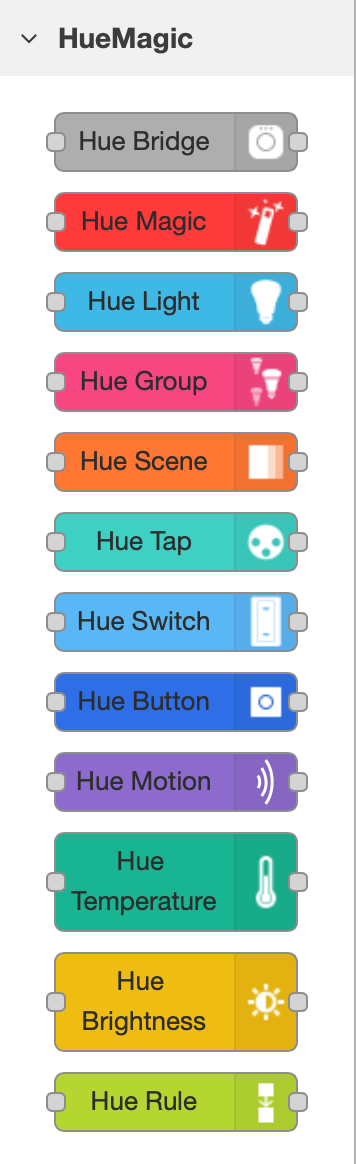 HueMagic
Hue Bridge
Hue Magic
Hue Light
Hue Group
Hue Scene
Hue Tap
Hue Switch
Hue Button
Hue Motion
Hue
Temperature
Hue
Brightness
Hue Rule